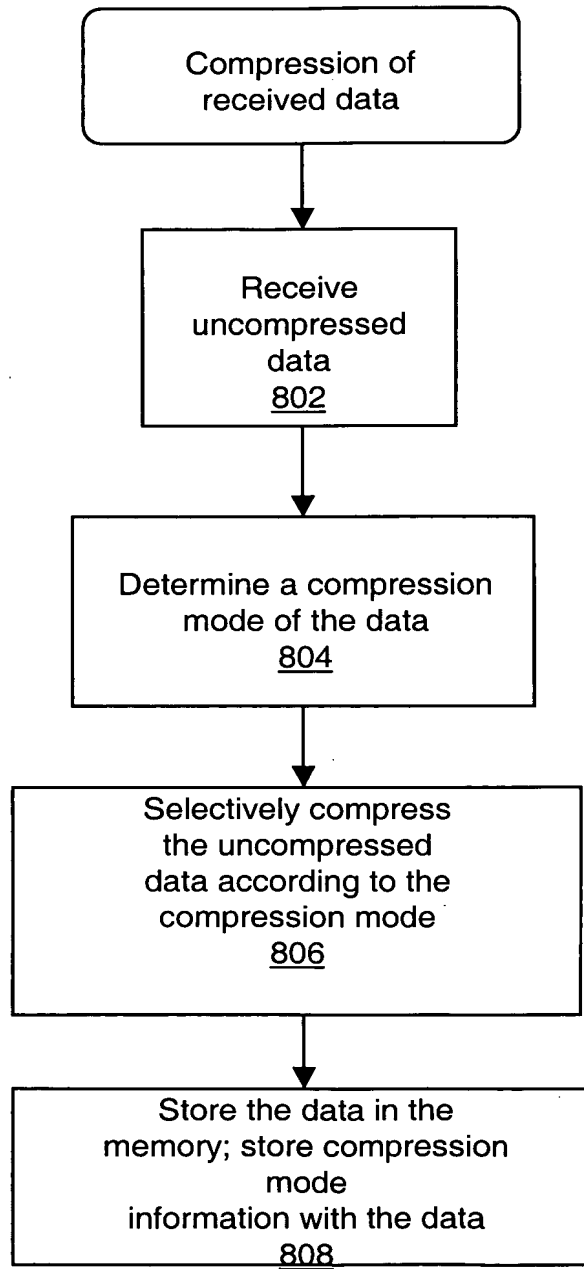 Compression of
received data
Receive
uncompressed
data
802
Determine a compression
mode of the data
804
Selectively compress
the uncompressed
data according to the
compression mode
806
Store the data in the
memory; store compression
mode
information with the data
808